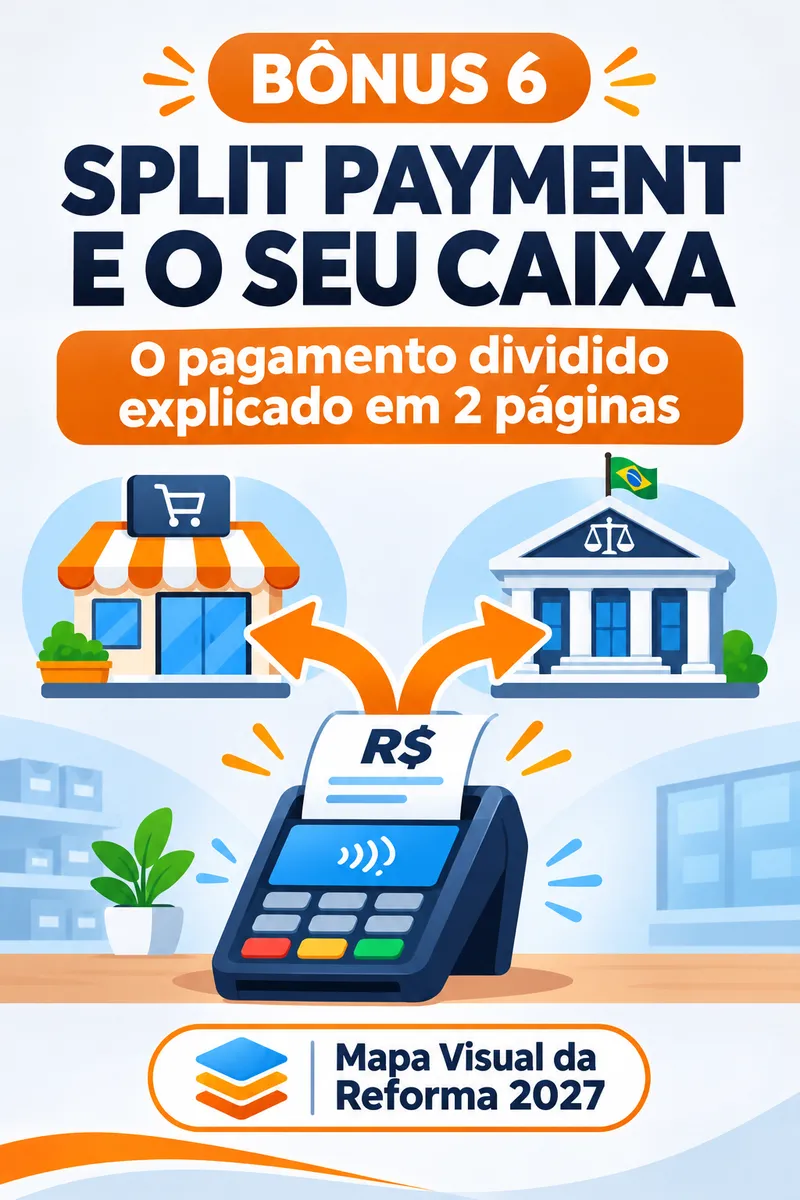 BÔNUS 6
SPLIT PAYMENT
E O SEU CAIXA
O pagamento dividido
explicado em 2 páginas
R$
Mapa Visual da
Reforma 2027